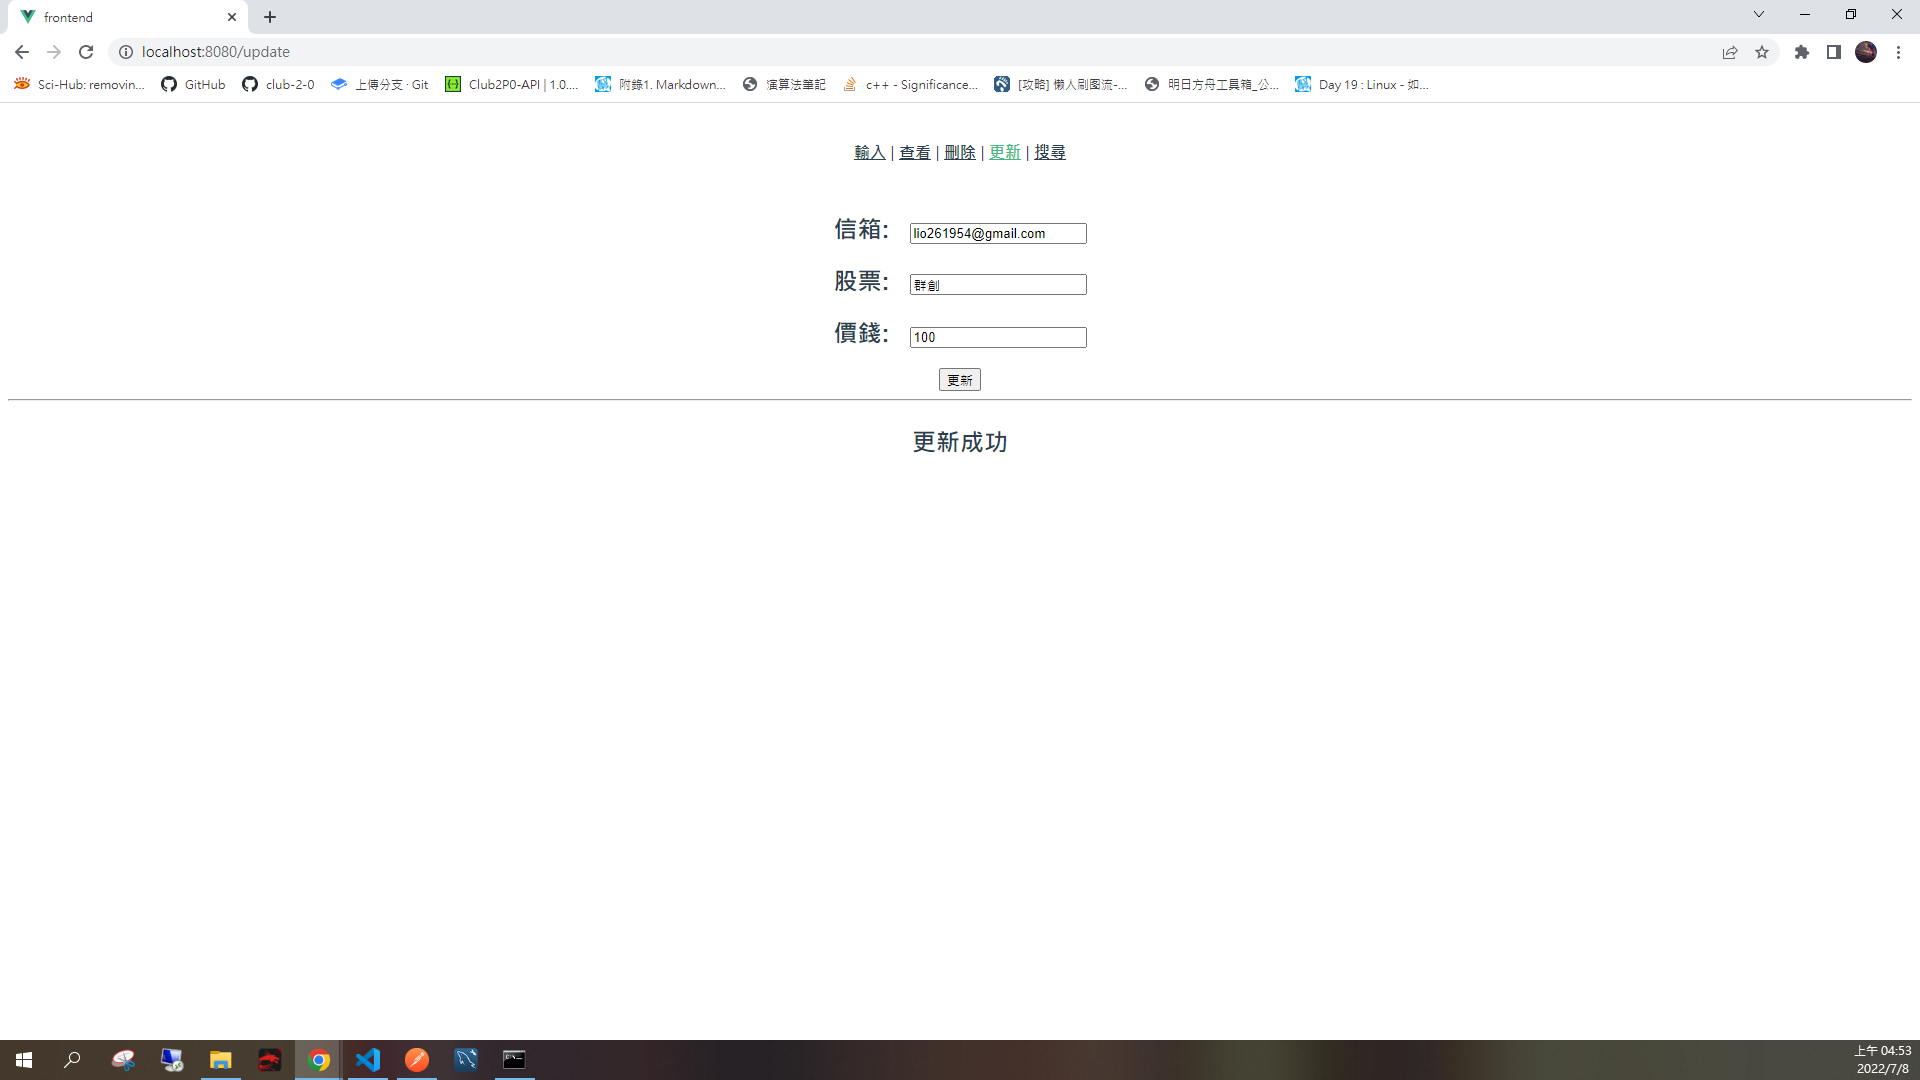 frontend
localhost:8080/update
Sci-Hub: removin...
GitHub
club-2-0
上傳分支 · Git
Club2P0-API | 1.0....
附錄1. Markdown...
演算法筆記
c++ - Significance...
[攻略] 懒人刷图流-...
明日方舟工具箱_公...
Day 19 : Linux - 如...
輸入 | 查看 | 刪除 | 更新 | 搜尋
信箱: lio261954@gmail.com
股票: 群創
價錢: 100
更新
更新成功
上午 04:53
2022/7/8